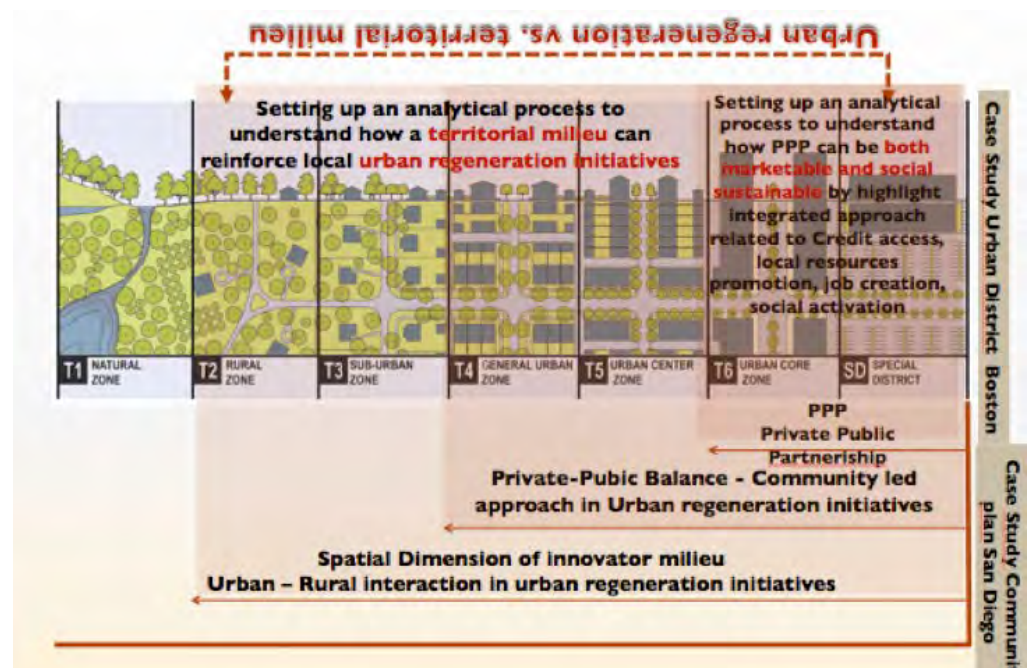 Urban regeneration vs. territorial milieu
Setting up an analytical process to
understand how a territorial milieu can
reinforce local urban regeneration initiatives
Setting up an analytical
process to understand
how PPP can be both
marketable and social
sustainable by highlight
integrated approach
related to Credit access,
local resources
promotion, job creation,
social activation
T1 NATURAL
ZONE
T2 RURAL
ZONE
T3 SUB-URBAN
ZONE
T4 GENERAL URBAN
ZONE
T5 URBAN CENTER
ZONE
T6 URBAN CORE
ZONE
SD SPECIAL
DISTRICT
PPP
Private Public
Partneriship
Private-Pubic Balance - Community led
approach in Urban regeneration initiatives
Spatial Dimension of innovator milieu
Urban – Rural interaction in urban regeneration initiatives
Case Study Urban District Boston
Case Study Communi
plan San Diego